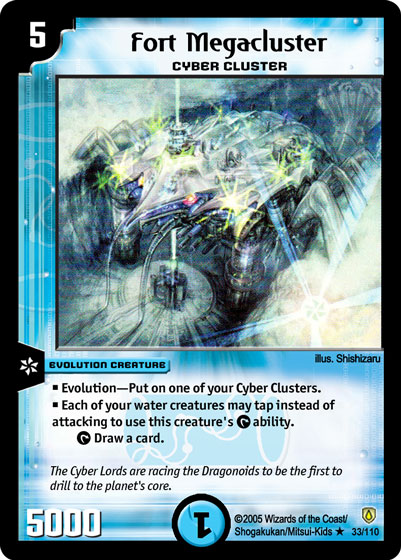 5
Fort Megacluster
CYBER CLUSTER
illus. Shishizaru
EVOLUTION CREATURE
▪ Evolution—Put on one of your Cyber Clusters.
▪ Each of your water creatures may tap instead of
attacking to use this creature's ability.
Draw a card.
The Cyber Lords are racing the Dragonoids to be the first to
drill to the planet's core.
5000
1
©2005 Wizards of the Coast/
Shogakukan/Mitsui-Kids ★ 33/110